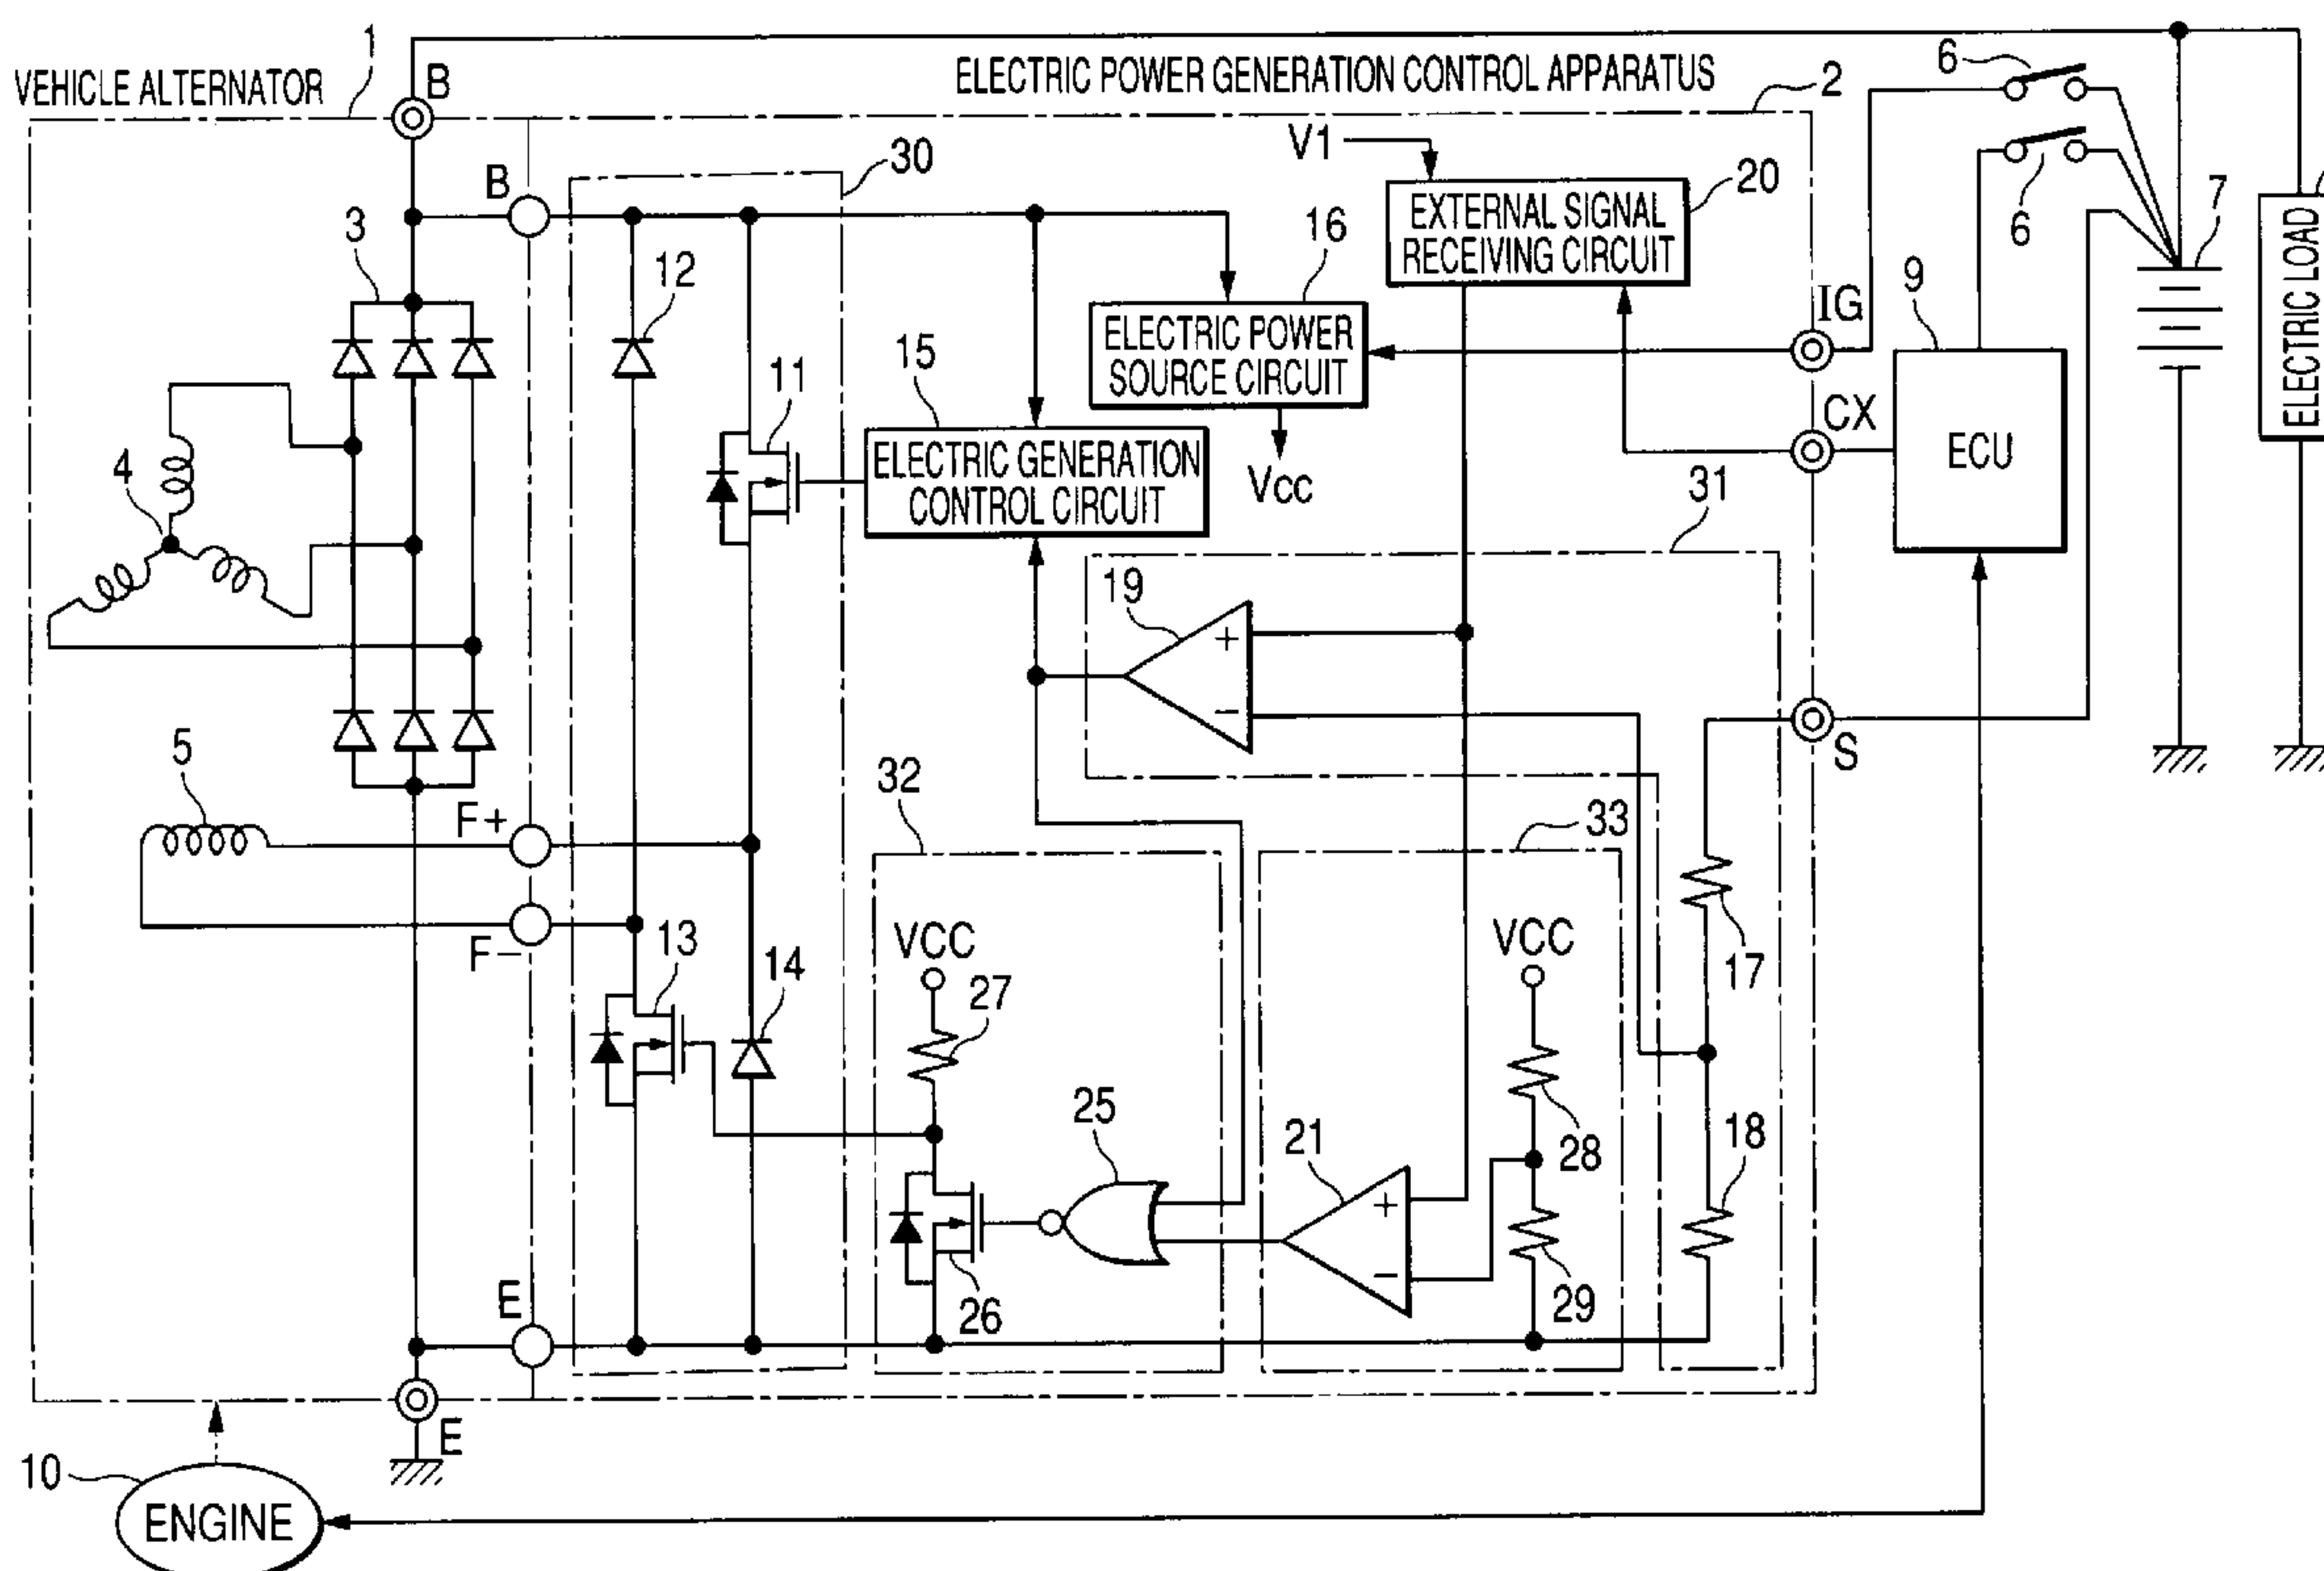 1
VEHICLE ALTERNATOR
B
ELECTRIC POWER GENERATION CONTROL APPARATUS
2
6
V1
30
20
B
EXTERNAL SIGNAL
RECEIVING CIRCUIT
6
7
ELECTRIC LOAD
3
12
16
9
IG
ELECTRIC POWER
SOURCE CIRCUIT
15
11
CX
ECU
4
ELECTRIC GENERATION
CONTROL CIRCUIT
Vcc
31
19
+
−
S
5
32
F+
33
F−
13
VCC
VCC
14
27
17
25
21
28
18
+
−
E
26
29
E
10
ENGINE